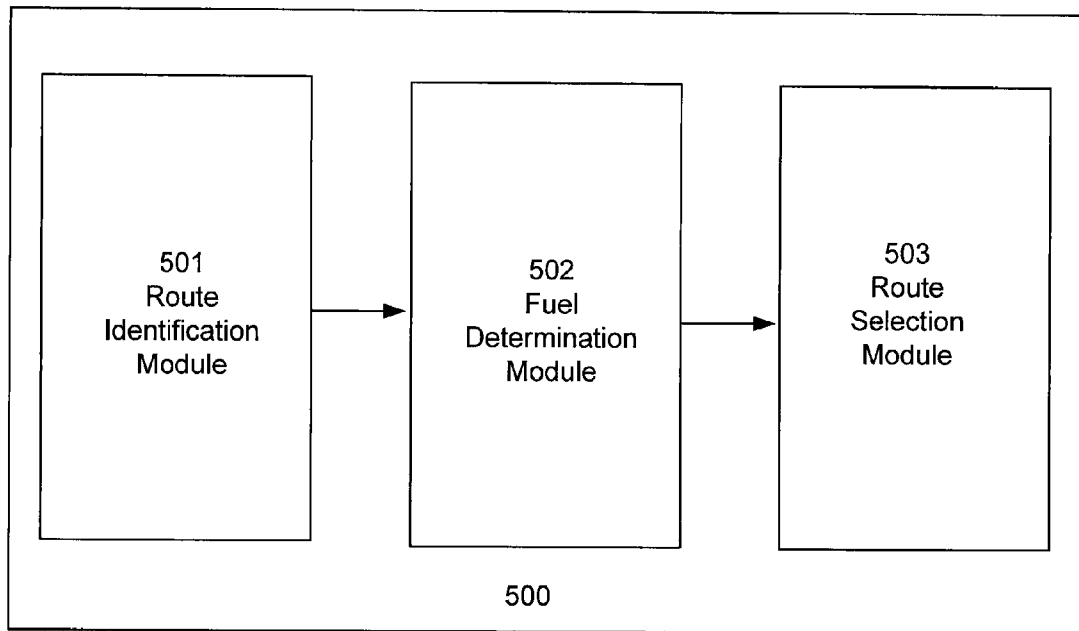 501
Route
Identification
Module
502
Fuel
Determination
Module
503
Route
Selection
Module
500